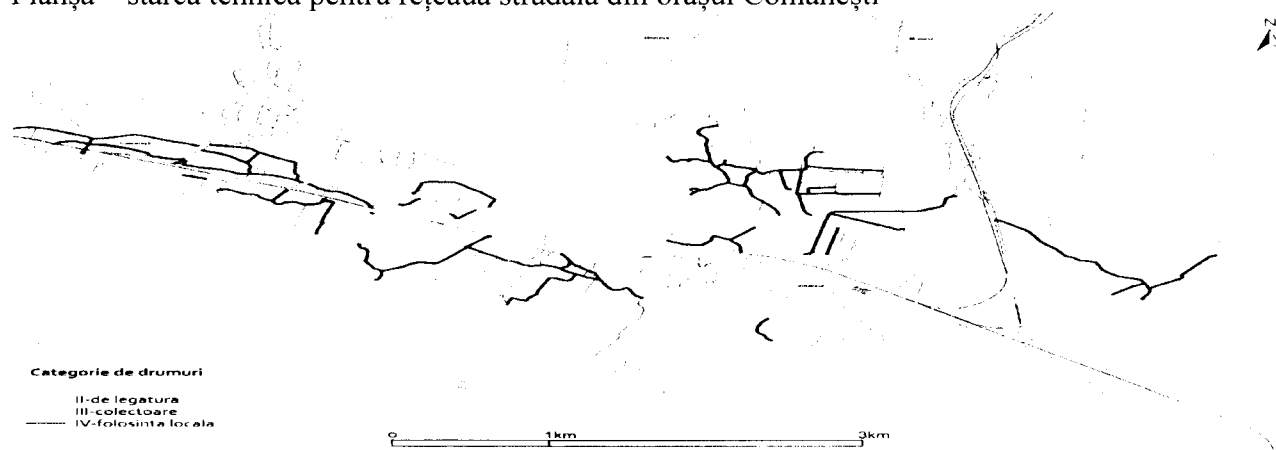 Planșa – starea tehnică pentru rețeaua stradală din orașul Comănești
N
Categorie de drumuri
II-de legatura
III-colectoare
IV-folosinta locala
0 1km 3km